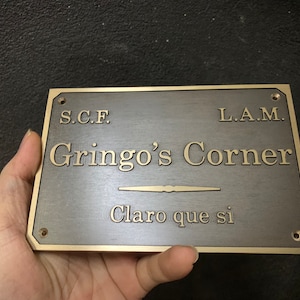 S.C.F. L.A.M.
Gringo's Corner
Claro que si